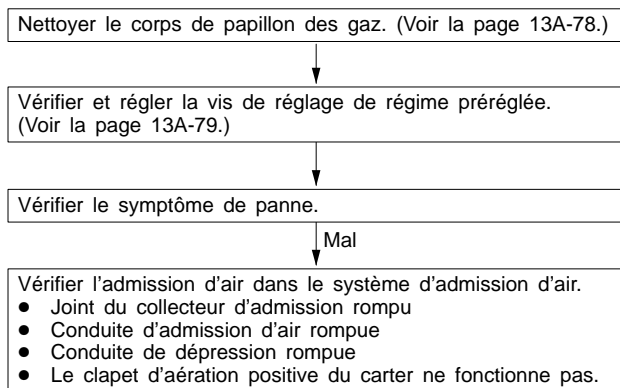 Nettoyer le corps de papillon des gaz. (Voir la page 13A-78.)
Vérifier et régler la vis de réglage de régime préréglée.
(Voir la page 13A-79.)
Vérifier le symptôme de panne.
Mal
Vérifier l'admission d'air dans le système d'admission d'air.
● Joint du collecteur d'admission rompu
● Conduite d'admission d'air rompue
● Conduite de dépression rompue
● Le clapet d'aération positive du carter ne fonctionne pas.